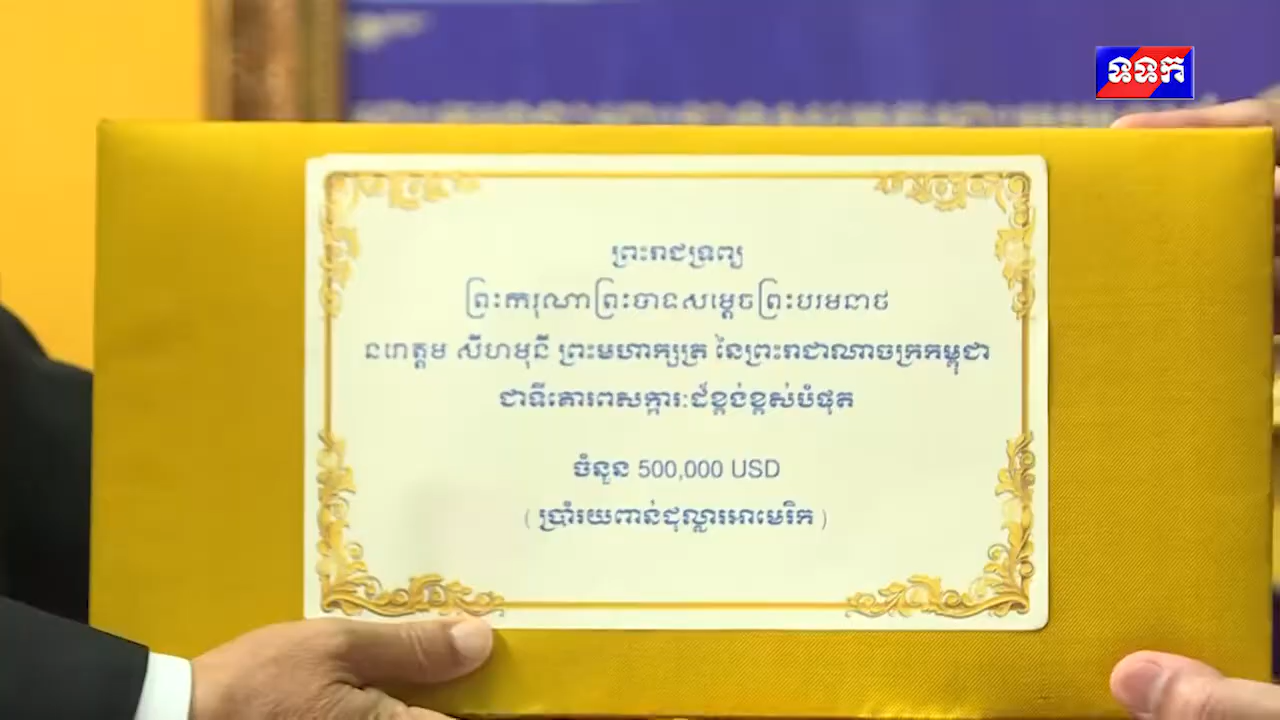 ទទក
ព្រះរាជទ្រព្យ
ព្រះករុណាព្រះបាទសម្តេចព្រះបរមនាថ
នរោត្តម សីហមុនី ព្រះមហាក្សត្រ នៃព្រះរាជាណាចក្រកម្ពុជា
ជាទីគោរពសក្ការៈដ៏ខ្ពង់ខ្ពស់បំផុត
ចំនួន 500,000 USD
( ប្រាំរយពាន់ដុល្លារអាមេរិក )